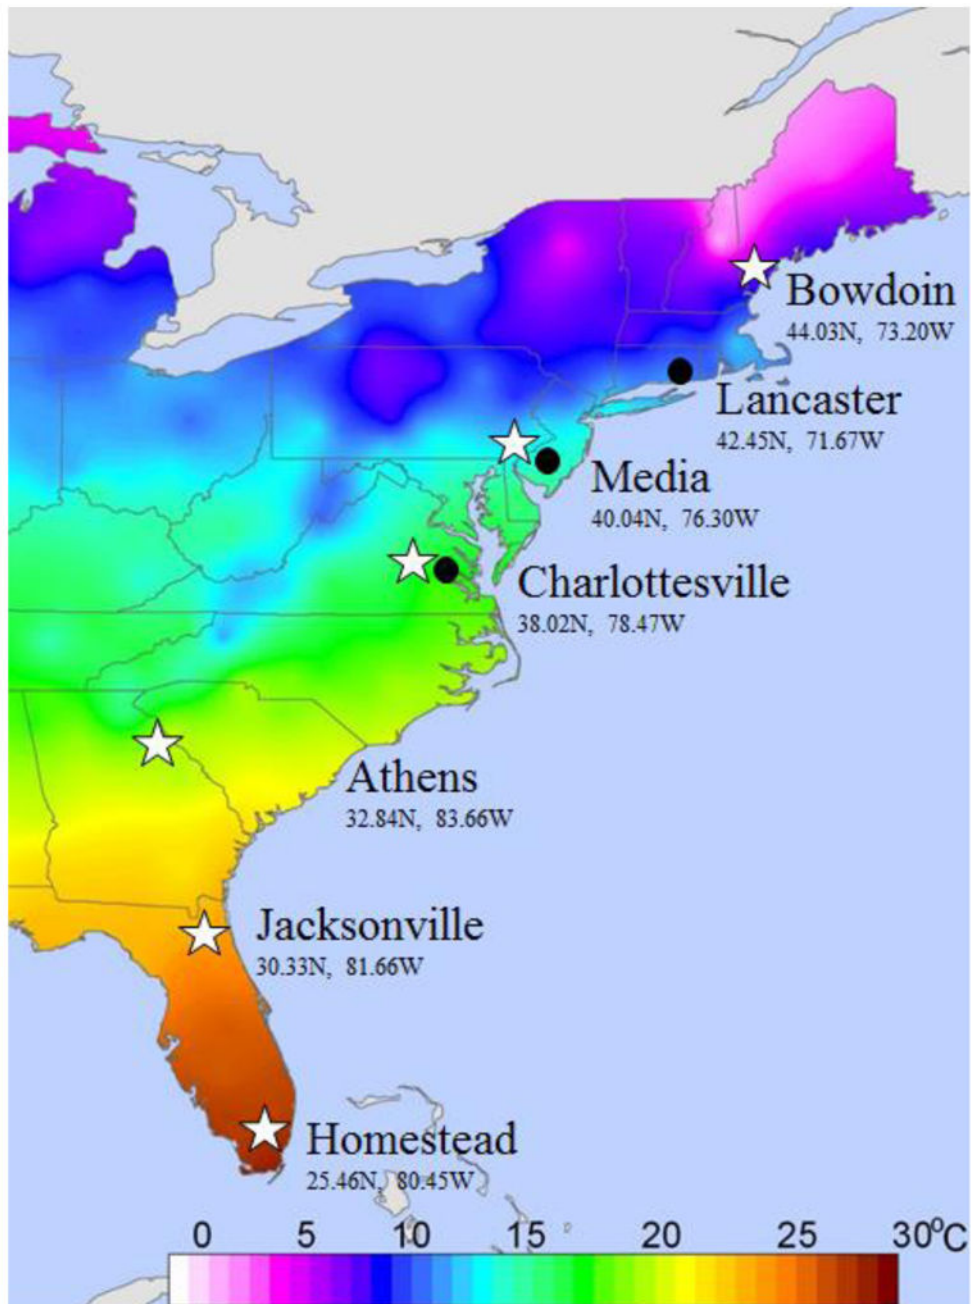 Bowdoin
44.03N, 73.20W
Lancaster
42.45N, 71.67W
Media
40.04N, 76.30W
Charlottesville
38.02N, 78.47W
Athens
32.84N, 83.66W
Jacksonville
30.33N, 81.66W
Homestead
25.46N, 80.45W
0 5 10 15 20 25 30⁰C